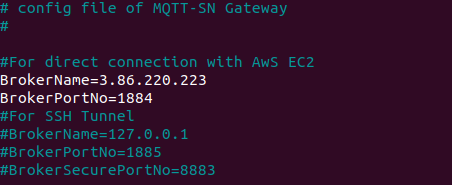 # config file of MQTT-SN Gateway
#
#For direct connection with AwS EC2
BrokerName=3.86.220.223
BrokerPortNo=1884
#For SSH Tunnel
#BrokerName=127.0.0.1
#BrokerPortNo=1885
#BrokerSecurePortNo=8883